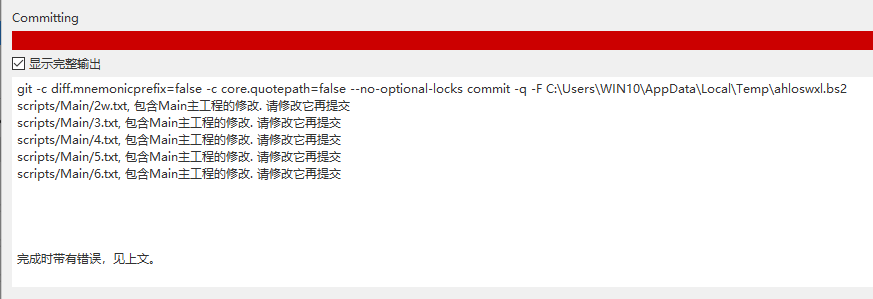 Committing
显示完整输出
git -c diff.mnemonicprefix=false -c core.quotepath=false --no-optional-locks commit -q -F C:\Users\WIN10\AppData\Local\Temp\ahloswxl.bs2
scripts/Main/2w.txt, 包含Main主工程的修改. 请修改它再提交
scripts/Main/3.txt, 包含Main主工程的修改. 请修改它再提交
scripts/Main/4.txt, 包含Main主工程的修改. 请修改它再提交
scripts/Main/5.txt, 包含Main主工程的修改. 请修改它再提交
scripts/Main/6.txt, 包含Main主工程的修改. 请修改它再提交
完成时带有错误，见上文。